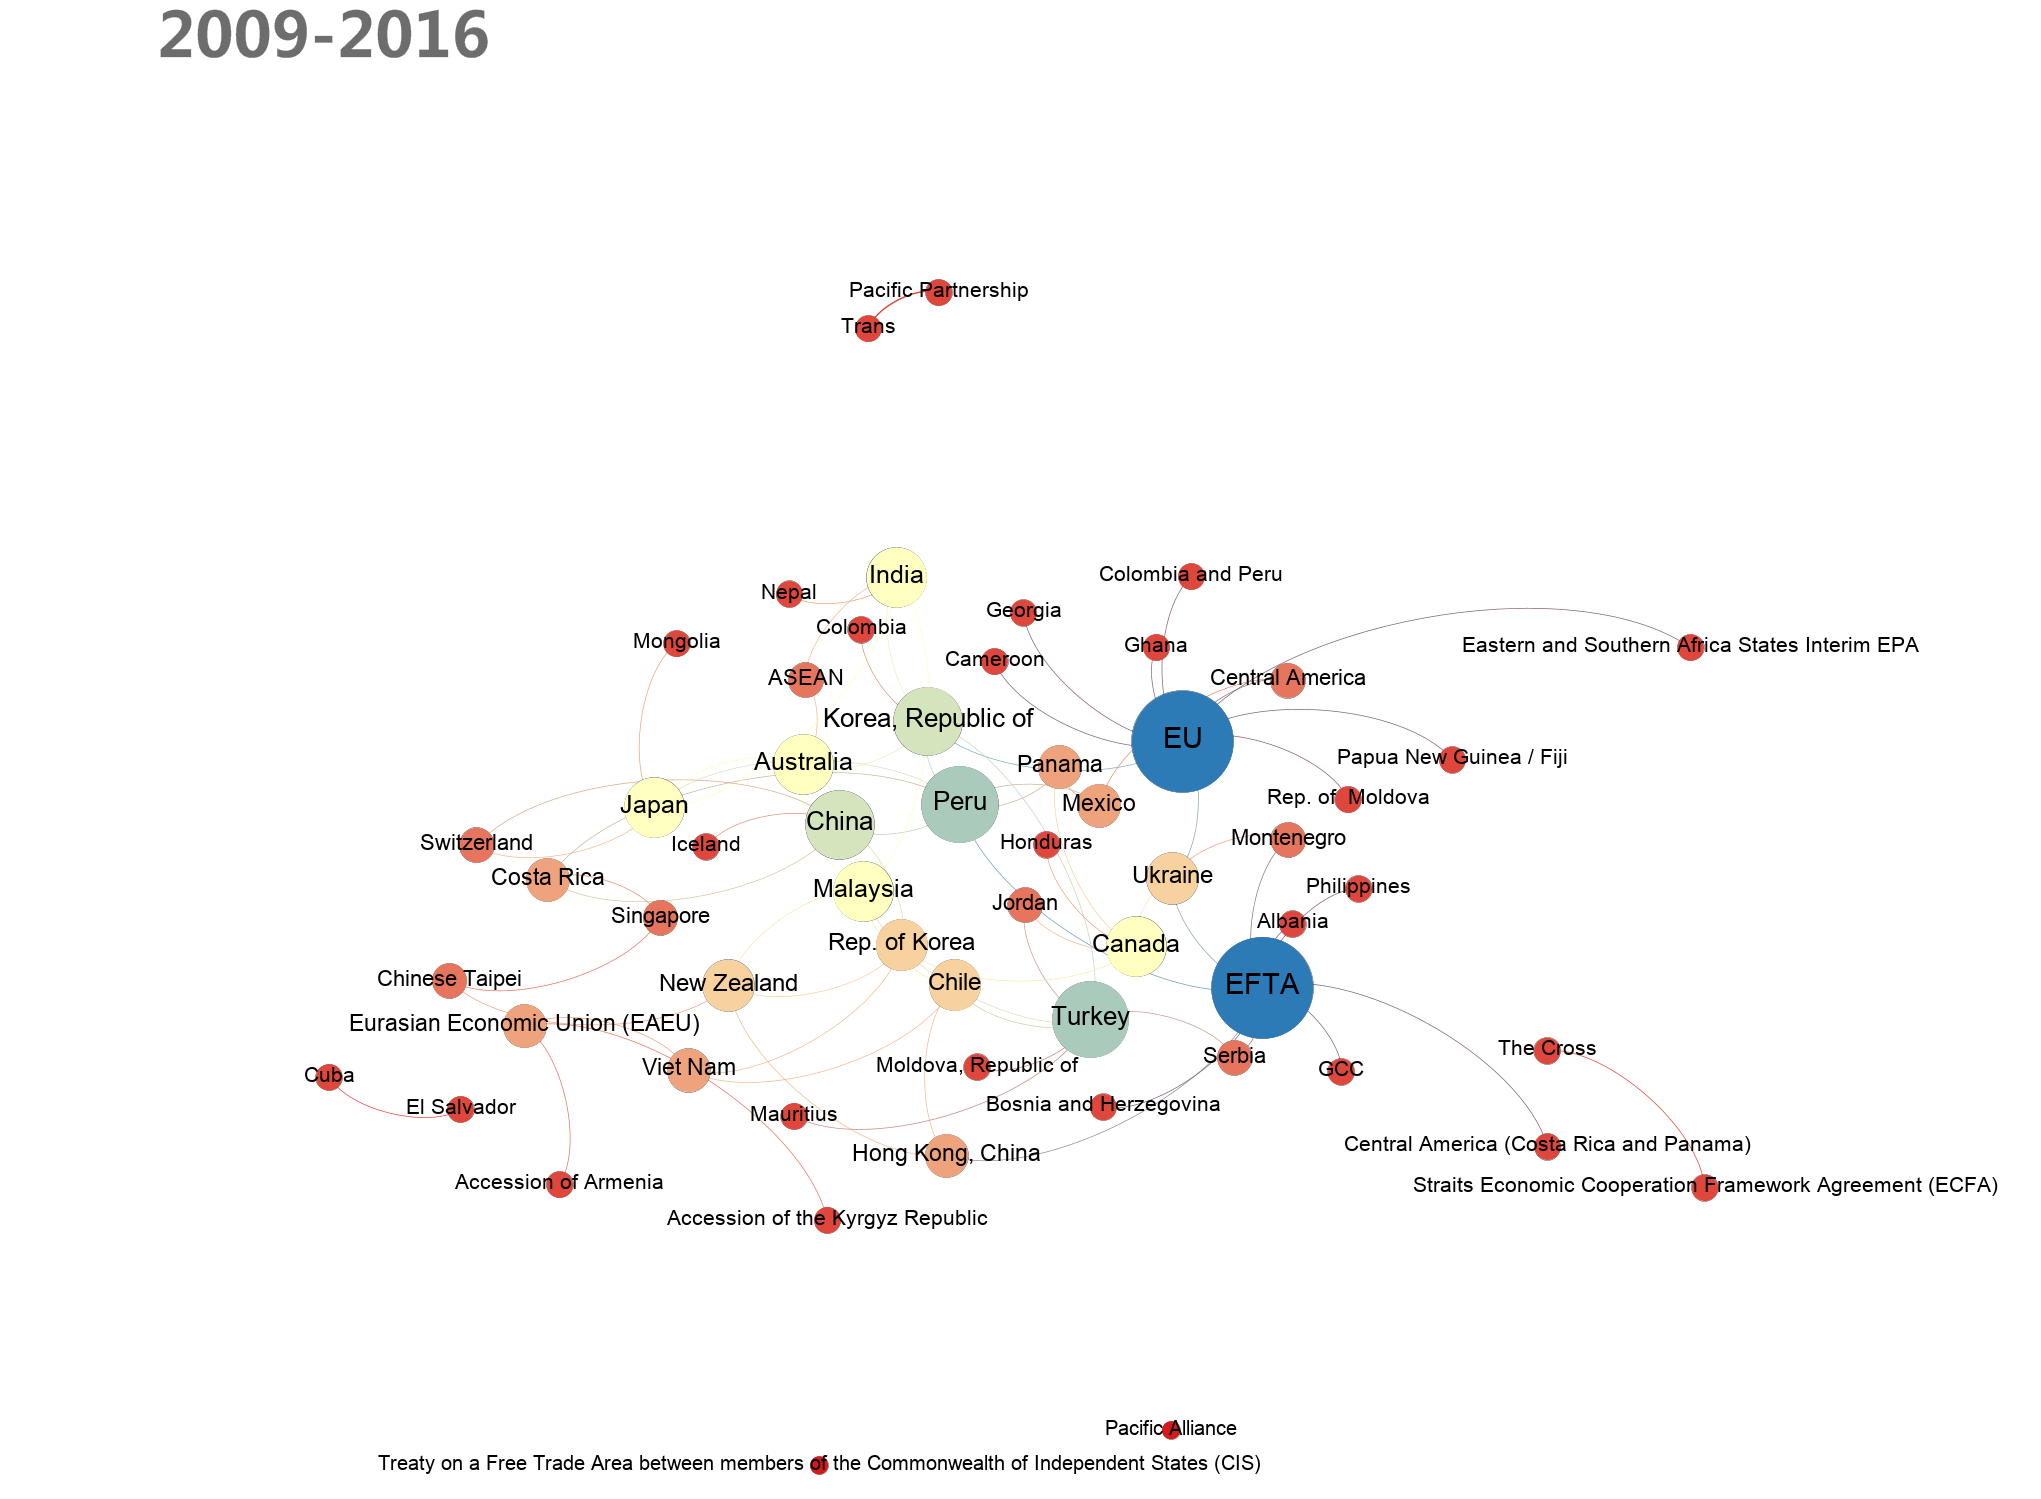 2009-2016
Pacific Partnership
Trans
India
Colombia and Peru
Nepal
Georgia
Colombia
Mongolia
Ghana
Eastern and Southern Africa States Interim EPA
Cameroon
ASEAN
Central America
Korea, Republic of
EU
Australia
Panama
Papua New Guinea / Fiji
Rep. of  Moldova
Japan
Peru
Mexico
China
Switzerland
Iceland
Honduras
Montenegro
Costa Rica
Malaysia
Ukraine
Philippines
Jordan
Singapore
Albania
Rep. of Korea
Canada
Chinese Taipei
New Zealand
Chile
EFTA
Turkey
Eurasian Economic Union (EAEU)
The Cross
Serbia
Viet Nam
Moldova, Republic of
GCC
Cuba
El Salvador
Bosnia and Herzegovina
Mauritius
Central America (Costa Rica and Panama)
Hong Kong, China
Accession of Armenia
Straits Economic Cooperation Framework Agreement (ECFA)
Accession of the Kyrgyz Republic
Pacific Alliance
Treaty on a Free Trade Area between members of the Commonwealth of Independent States (CIS)